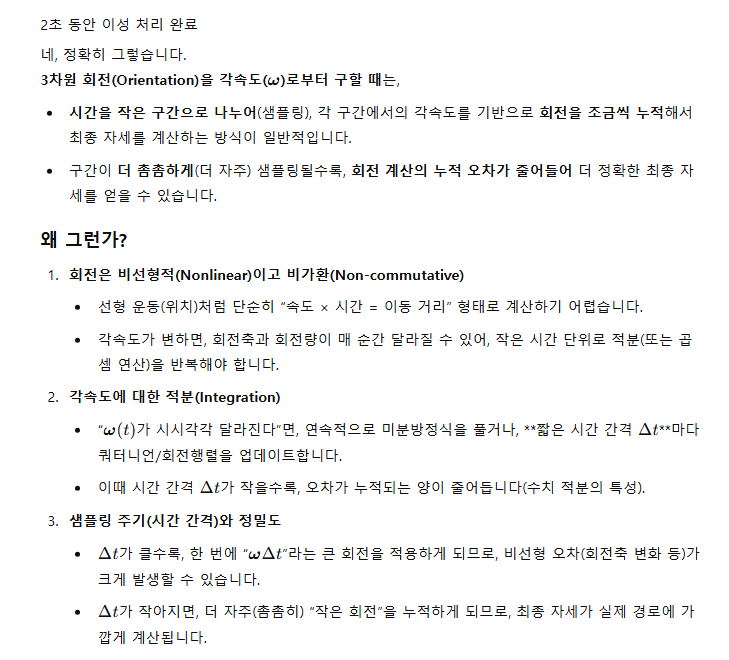 2초 동안 이성 처리 완료
네, 정확히 그렇습니다.
3차원 회전(Orientation)을 각속도(ω)로부터 구할 때는,
• 시간을 작은 구간으로 나누어(샘플링), 각 구간에서의 각속도를 기반으로 회전을 조금씩 누적해서
최종 자세를 계산하는 방식이 일반적입니다.
• 구간이 더 촘촘하게(더 자주) 샘플링될수록, 회전 계산의 누적 오차가 줄어들어 더 정확한 최종 자
세를 얻을 수 있습니다.
왜 그런가?
1. 회전은 비선형적(Nonlinear)이고 비가환(Non-commutative)
• 선형 운동(위치)처럼 단순히 “속도 × 시간 = 이동 거리” 형태로 계산하기 어렵습니다.
• 각속도가 변하면, 회전축과 회전량이 매 순간 달라질 수 있어, 작은 시간 단위로 적분(또는 곱
셈 연산)을 반복해야 합니다.
2. 각속도에 대한 적분(Integration)
• “ω(t)가 시시각각 달라진다”면, 연속적으로 미분방정식을 풀거나, **짧은 시간 간격 Δt**마다
쿼터니언/회전행렬을 업데이트합니다.
• 이때 시간 간격 Δt가 작을수록, 오차가 누적되는 양이 줄어듭니다(수치 적분의 특성).
3. 샘플링 주기(시간 간격)와 정밀도
• Δt가 클수록, 한 번에 “ωΔt”라는 큰 회전을 적용하게 되므로, 비선형 오차(회전축 변화 등)가
크게 발생할 수 있습니다.
• Δt가 작아지면, 더 자주(촘촘히) “작은 회전”을 누적하게 되므로, 최종 자세가 실제 경로에 가
깝게 계산됩니다.